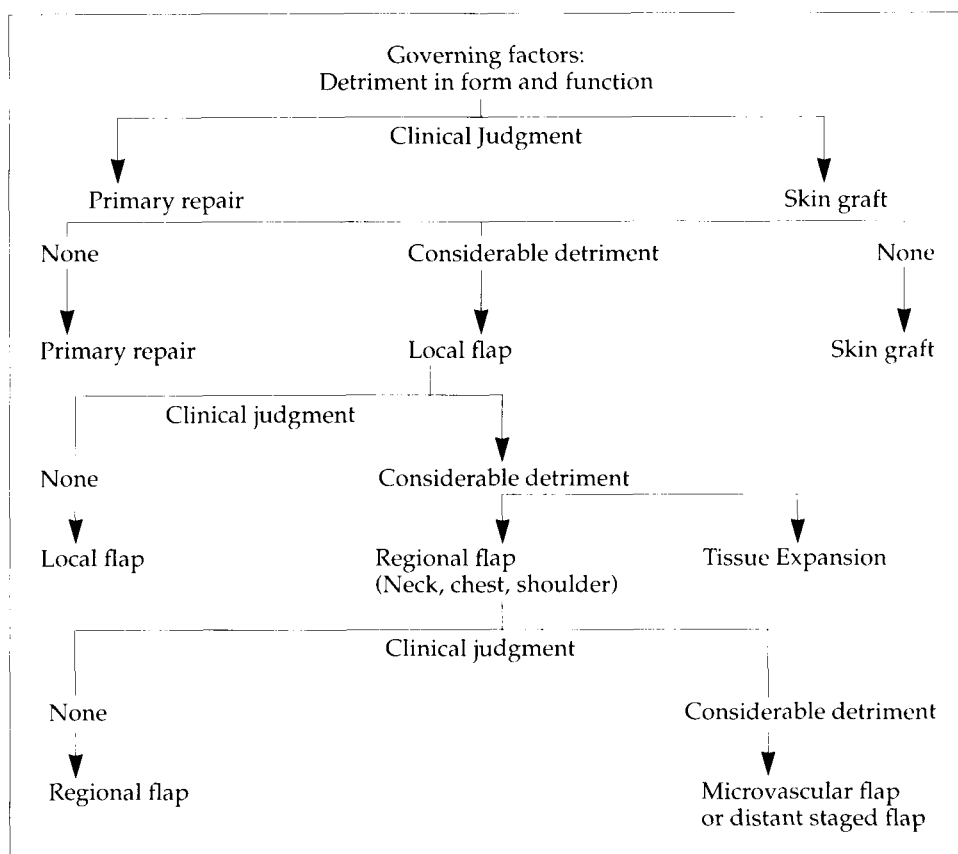 Governing factors:
Detriment in form and function
Clinical Judgment
Primary repair
Skin graft
None
Considerable detriment
None
Primary repair
Local flap
Skin graft
Clinical judgment
None
Considerable detriment
Local flap
Regional flap
(Neck, chest, shoulder)
Tissue Expansion
Clinical judgment
None
Considerable detriment
Regional flap
Microvascular flap
or distant staged flap